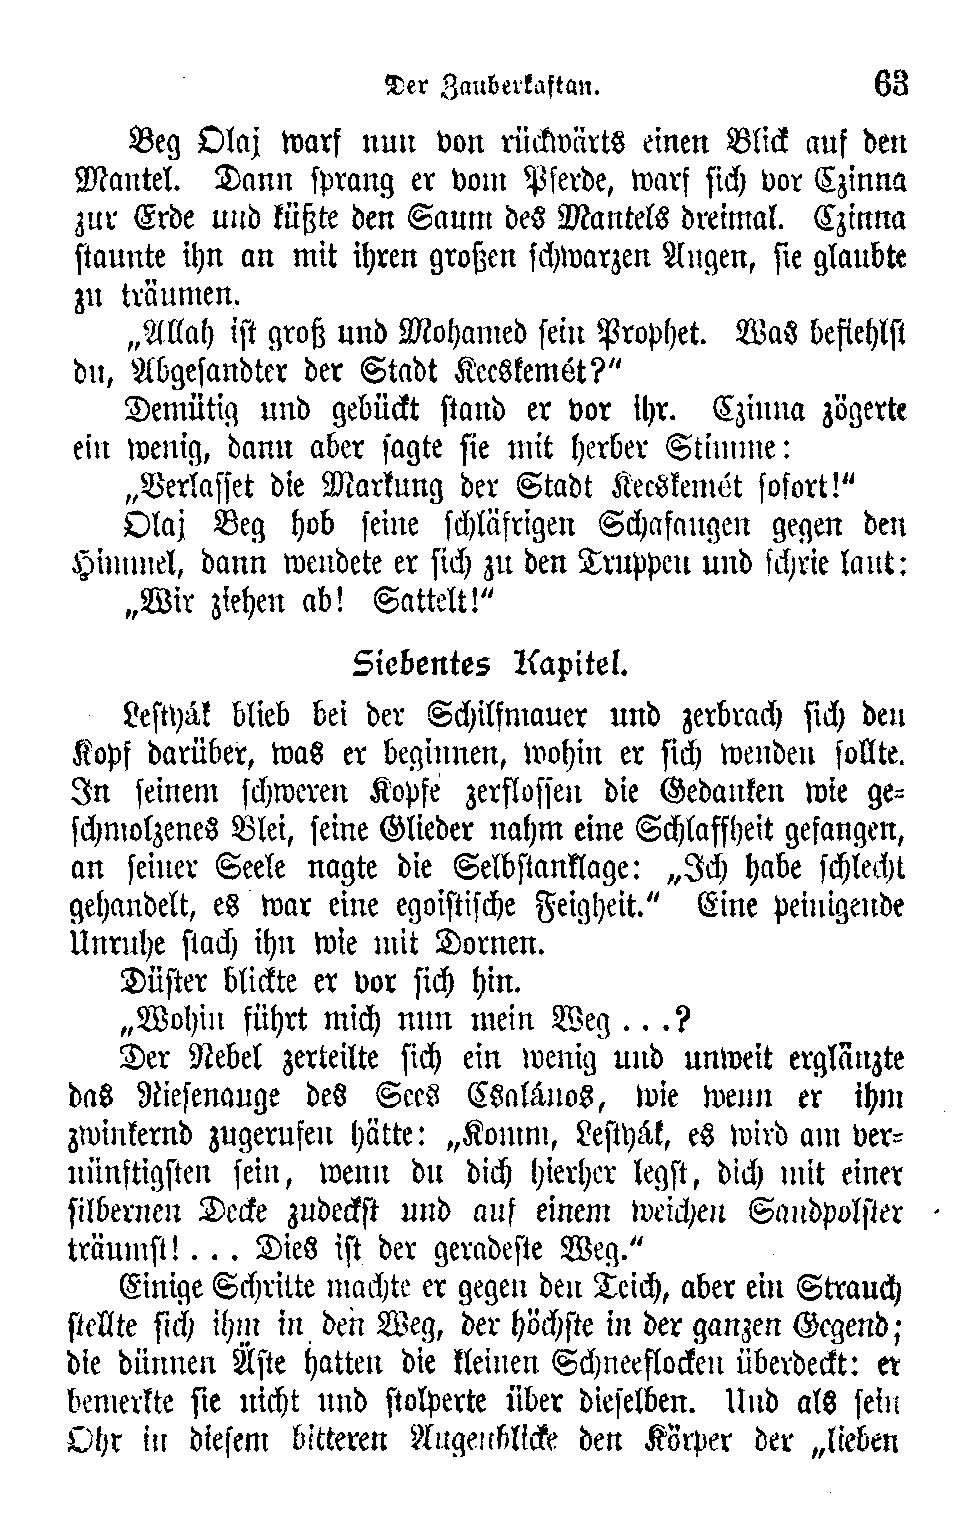 Der Zauberkaftan. 63
Beg Olaj warf nun von rückwärts einen Blick auf den
Mantel. Dann sprang er vom Pferde, warf sich vor Czinna
zur Erde und küßte den Saum des Mantels dreimal. Czinna
staunte ihn an mit ihren großen schwarzen Augen, sie glaubte
zu träumen.
„Allah ist groß und Mohamed sein Prophet. Was befiehlst
du, Abgesandter der Stadt Kecskemét?“
Demütig und gebückt stand er vor ihr. Czinna zögerte
ein wenig, dann aber sagte sie mit herber Stimme:
„Verlasset die Markung der Stadt Kecskemét sofort!“
Olaj Beg hob seine schläfrigen Schafaugen gegen den
Himmel, dann wendete er sich zu den Truppen und schrie laut:
„Wir ziehen ab! Sattelt!“
Siebentes Kapitel.
Lestyák blieb bei der Schilfmauer und zerbrach sich den
Kopf darüber, was er beginnen, wohin er sich wenden sollte.
In seinem schweren Kopfe zerflossen die Gedanken wie ge-
schmolzenes Blei, seine Glieder nahm eine Schlaffheit gefangen,
an seiner Seele nagte die Selbstanklage: „Ich habe schlecht
gehandelt, es war eine egoistische Feigheit.“ Eine peinigende
Unruhe stach ihn wie mit Dornen.
Düster blickte er vor sich hin.
„Wohin führt mich nun mein Weg . . .?
Der Nebel zerteilte sich ein wenig und unweit erglänzte
das Riesenauge des Sees Csalános, wie wenn er ihm
zwinkernd zugerufen hätte: „Komm, Lestyák, es wird am ver-
nünftigsten sein, wenn du dich hierher legst, dich mit einer
silbernen Decke zudeckst und auf einem weichen Sandpolster
träumst! . . . Dies ist der geradeste Weg.“
Einige Schritte machte er gegen den Teich, aber ein Strauch
stellte sich ihm in den Weg, der höchste in der ganzen Gegend;
die dünnen Äste hatten die kleinen Schneeflocken überdeckt: er
bemerkte sie nicht und stolperte über dieselben. Und als sein
Ohr in diesem bitteren Augenblicke den Körper der „lieben